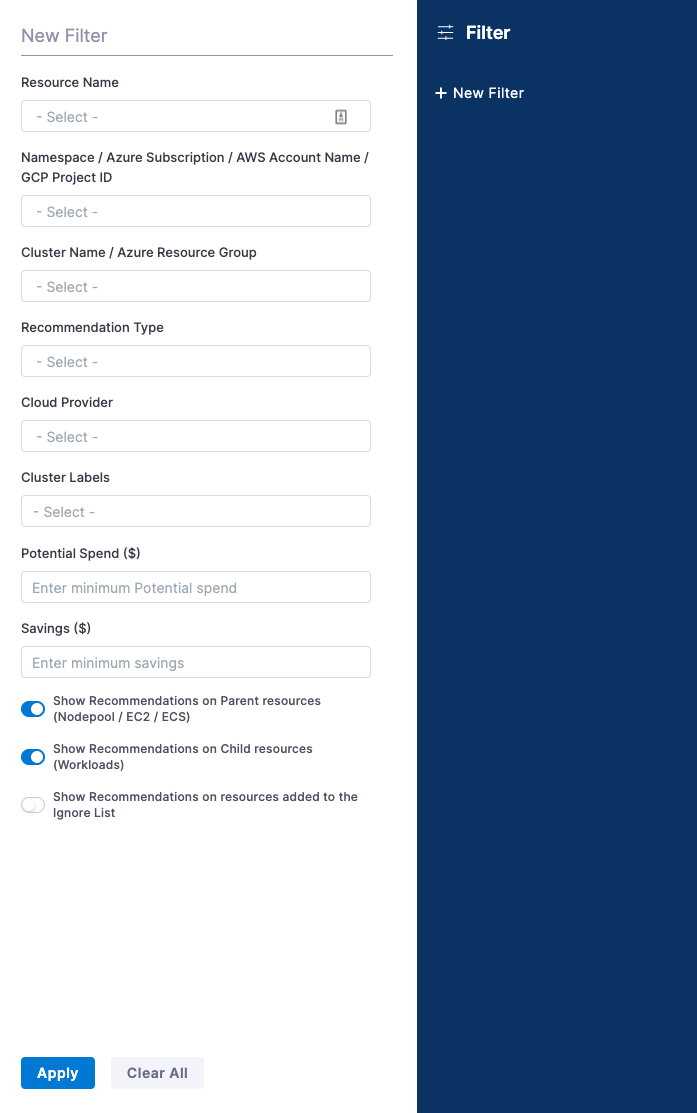 New Filter
Resource Name
- Select -
Namespace / Azure Subscription / AWS Account Name /
GCP Project ID
- Select -
Cluster Name / Azure Resource Group
- Select -
Recommendation Type
- Select -
Cloud Provider
- Select -
Cluster Labels
- Select -
Potential Spend ($)
Enter minimum Potential spend
Savings ($)
Enter minimum savings
Show Recommendations on Parent resources
(Nodepool / EC2 / ECS)
Show Recommendations on Child resources
(Workloads)
Show Recommendations on resources added to the
Ignore List
Apply
Clear All
Filter
+ New Filter